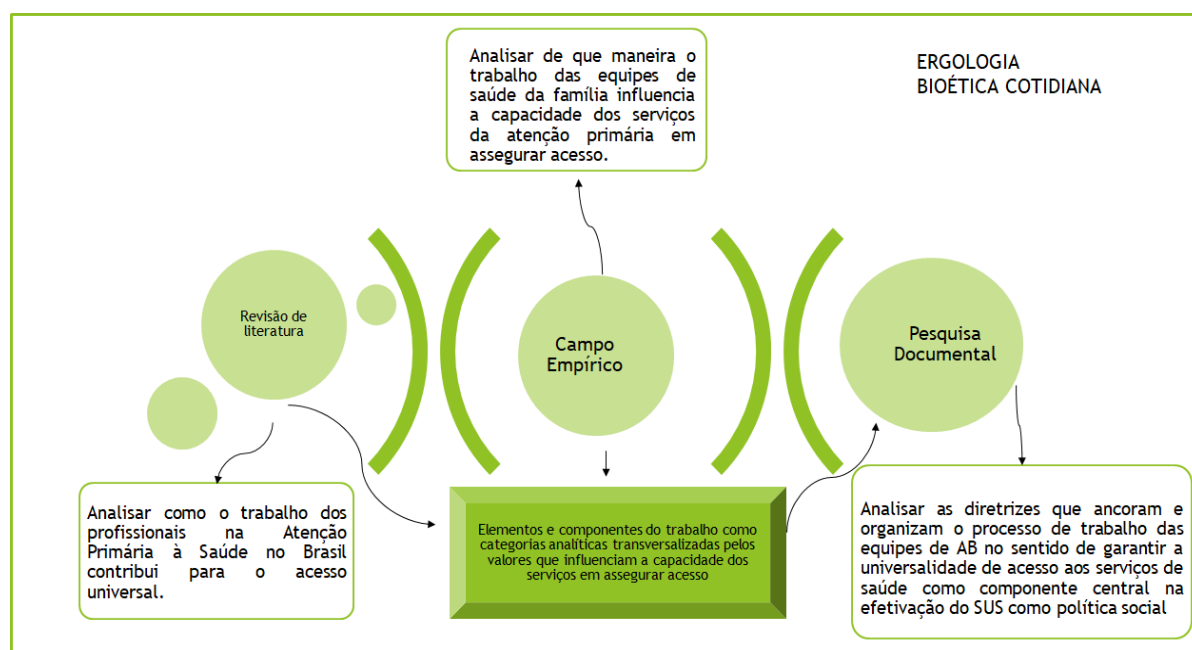 Analisar de que maneira o
trabalho das equipes de
saúde da família influencia
a capacidade dos serviços
da atenção primária em
assegurar acesso.
ERGOLOGIA
BIOÉTICA COTIDIANA
Revisão de
literatura
Campo
Empírico
Pesquisa
Documental
Analisar como o trabalho dos
profissionais na Atenção
Primária à Saúde no Brasil
contribui para o acesso
universal.
Elementos e componentes do trabalho como
categorias analíticas transversalizadas pelos
valores que influenciam a capacidade dos
serviços em assegurar acesso
Analisar as diretrizes que ancoram e
organizam o processo de trabalho das
equipes de AB no sentido de garantir a
universalidade de acesso aos serviços de
saúde como componente central na
efetivação do SUS como política social